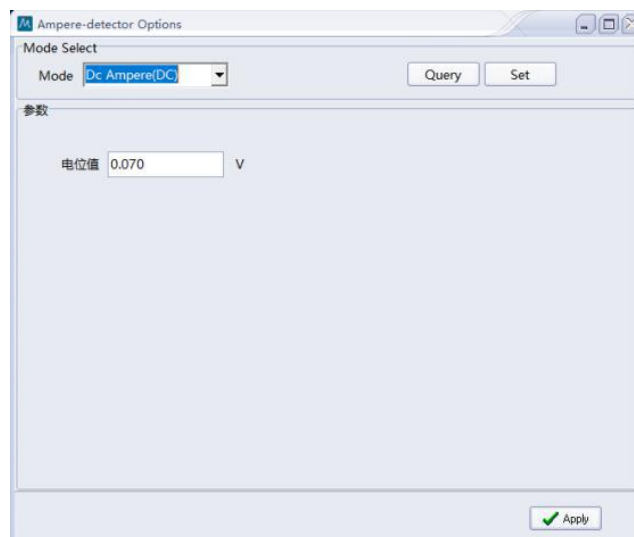 Ampere-detector Options
Mode Select
Mode Dc Ampere(DC) Query Set
参数
电位值 0.070 V
Apply